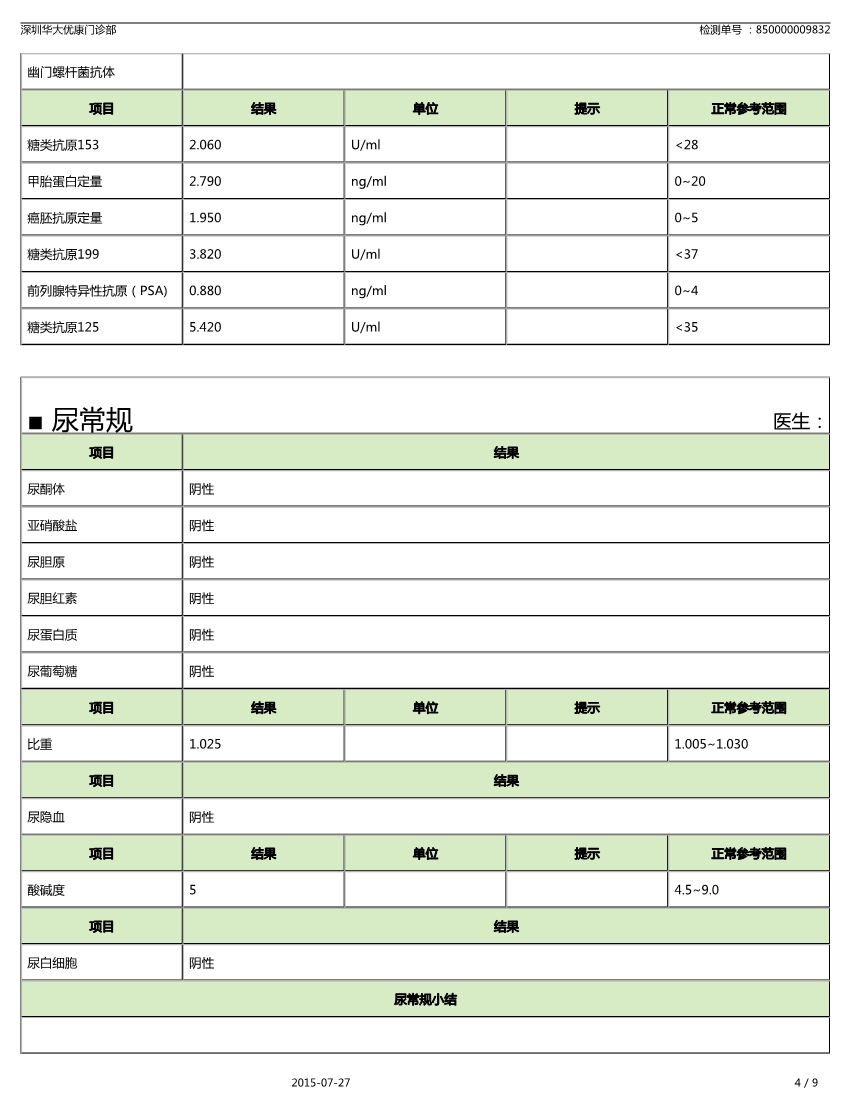 深圳华大优康门诊部 检测单号 ：850000009832
幽门螺杆菌抗体
项目 结果 单位 提示 正常参考范围
糖类抗原153 2.060 U/ml <28
甲胎蛋白定量 2.790 ng/ml 0~20
癌胚抗原定量 1.950 ng/ml 0~5
糖类抗原199 3.820 U/ml <37
前列腺特异性抗原（PSA) 0.880 ng/ml 0~4
糖类抗原125 5.420 U/ml <35
■ 尿常规 医生：
项目 结果
尿酮体 阴性
亚硝酸盐 阴性
尿胆原 阴性
尿胆红素 阴性
尿蛋白质 阴性
尿葡萄糖 阴性
项目 结果 单位 提示 正常参考范围
比重 1.025 1.005~1.030
项目 结果
尿隐血 阴性
项目 结果 单位 提示 正常参考范围
酸碱度 5 4.5~9.0
项目 结果
尿白细胞 阴性
尿常规小结
2015-07-27 4 / 9